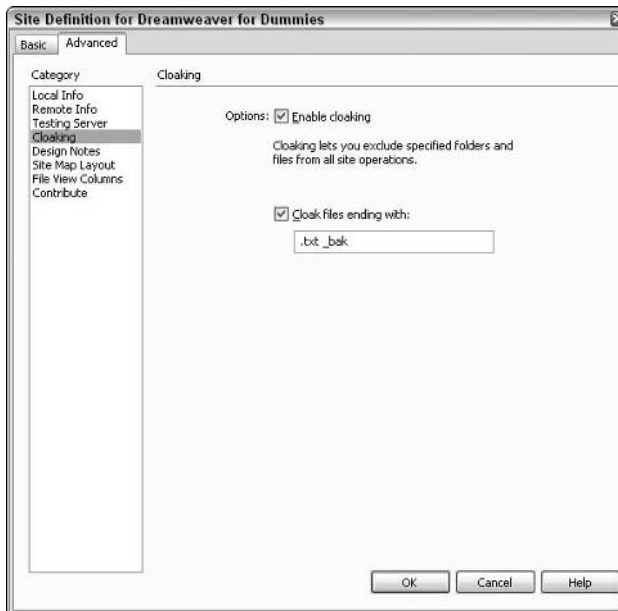 Site Definition for Dreamweaver for Dummies
Basic
Advanced
Category
Local Info
Remote Info
Testing Server
Cloaking
Design Notes
Site Map Layout
File View Columns
Contribute
Cloaking
Options: Enable cloaking
Cloaking lets you exclude specified folders and
files from all site operations.
Cloak files ending with:
.txt _bak
OK
Cancel
Help